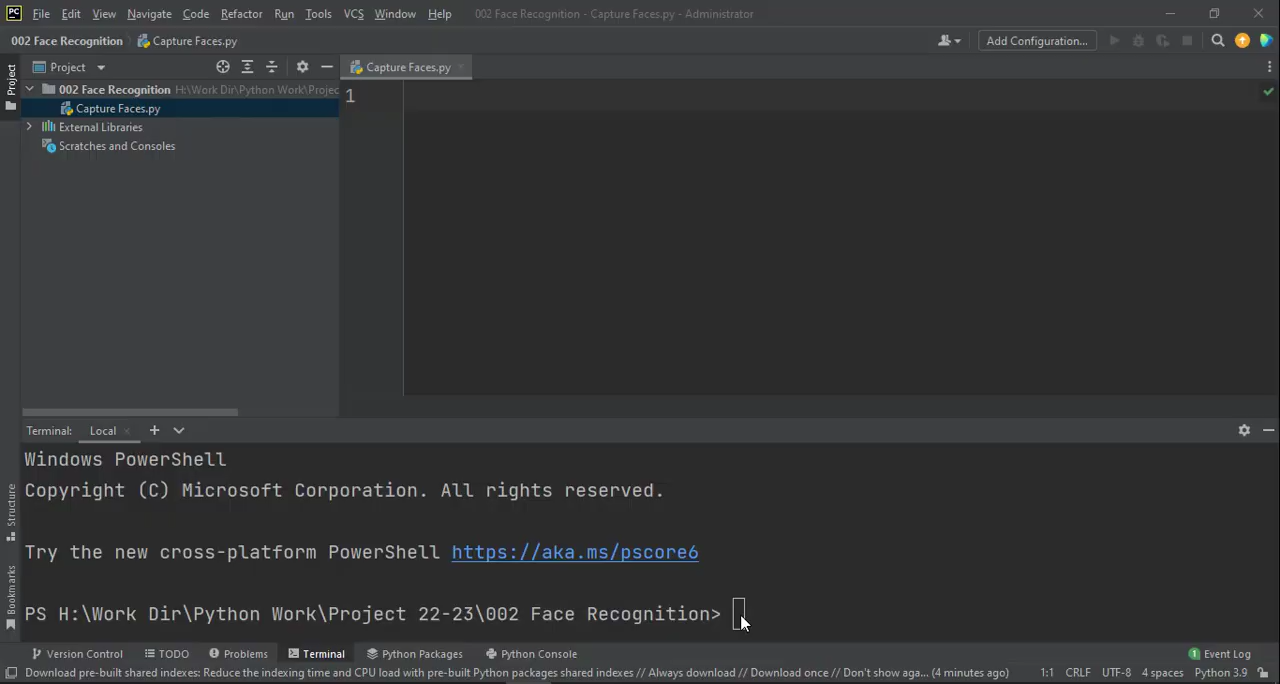 PC File Edit View Navigate Code Refactor Run Tools VCS Window Help 002 Face Recognition - Capture Faces.py - Administrator
002 Face Recognition Capture Faces.py Add Configuration...
Project Project Capture Faces.py
002 Face Recognition H:\Work Dir\Python Work\Projec
1
Capture Faces.py
External Libraries
Scratches and Consoles
Terminal: Local
Windows PowerShell
Copyright (C) Microsoft Corporation. All rights reserved.
Structure
Try the new cross-platform PowerShell https://aka.ms/pscore6
Bookmarks
PS H:\Work Dir\Python Work\Project 22-23\002 Face Recognition>
Version Control TODO Problems Terminal Python Packages Python Console 1 Event Log
Download pre-built shared indexes: Reduce the indexing time and CPU load with pre-built Python packages shared indexes // Always download // Download once // Don't show aga... (4 minutes ago) 1:1 CRLF UTF-8 4 spaces Python 3.9